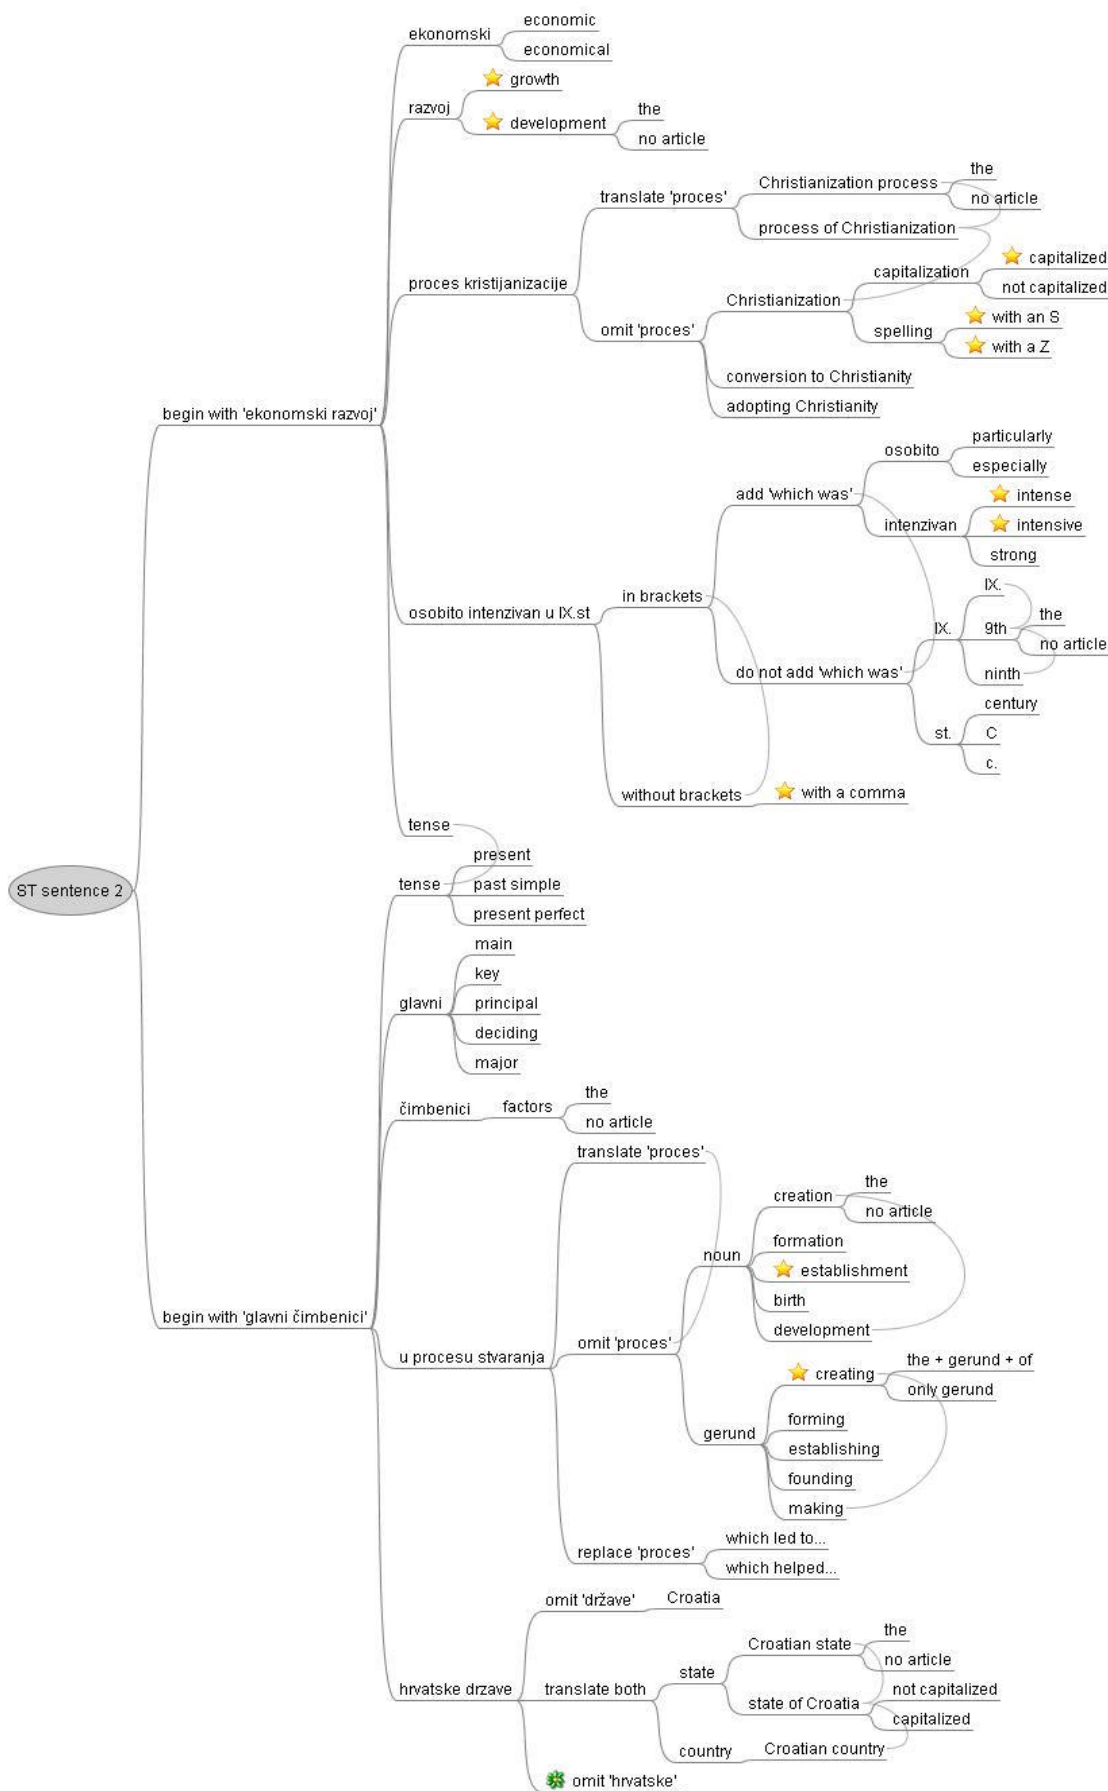 economic
ekonomski
economical
growth
razvoj
development
the
no article
Christianization process
the
no article
translate 'proces'
process of Christianization
proces kristijanizacije
capitalization
capitalized
not capitalized
Christianization
spelling
with an S
with a Z
omit 'proces'
conversion to Christianity
adopting Christianity
begin with 'ekonomski razvoj'
osobito
particularly
especially
add 'which was'
intenzivan
intense
intensive
strong
in brackets
osobito intenzivan u IX.st
IX.
IX.
9th
the
no article
ninth
do not add 'which was'
st.
century
C
c.
without brackets
with a comma
tense
ST sentence 2
tense
present
past simple
present perfect
glavni
main
key
principal
deciding
major
čimbenici
factors
the
no article
translate 'proces'
creation
the
no article
noun
formation
establishment
birth
development
begin with 'glavni čimbenici'
u procesu stvaranja
omit 'proces'
creating
the + gerund + of
only gerund
gerund
forming
establishing
founding
making
replace 'proces'
which led to...
which helped...
omit 'države'
Croatia
Croatian state
the
no article
state
hrvatske drzave
translate both
state of Croatia
not capitalized
capitalized
country
Croatian country
omit 'hrvatske'